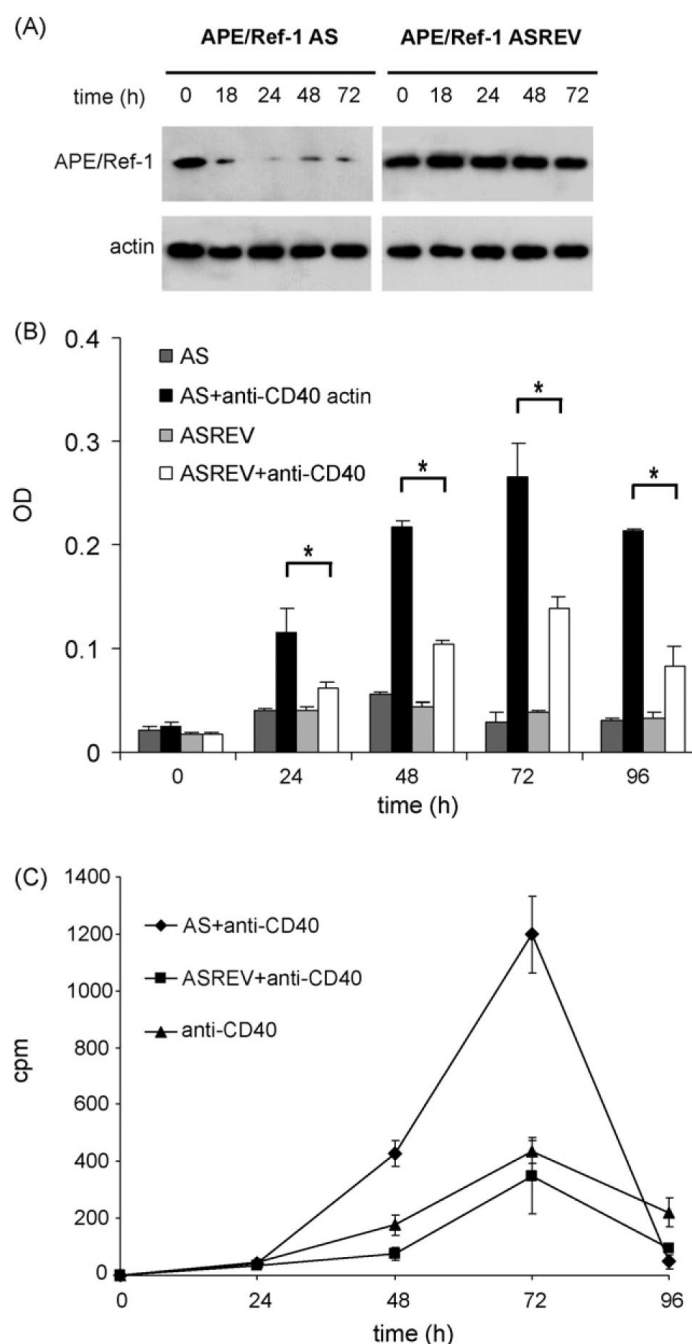 (A)
APE/Ref-1 AS APE/Ref-1 ASREV
time (h) 0 18 24 48 72 0 18 24 48 72
APE/Ref-1
actin
(B)
0.4
AS
AS+anti-CD40 actin
0.3
ASREV
ASREV+anti-CD40
OD
0.2
0.1
0
* * * *
0 24 48 72 96
time (h)
(C)
1400
AS+anti-CD40
1200
ASREV+anti-CD40
1000
anti-CD40
800
cpm
600
400
200
0
0 24 48 72 96
time (h)